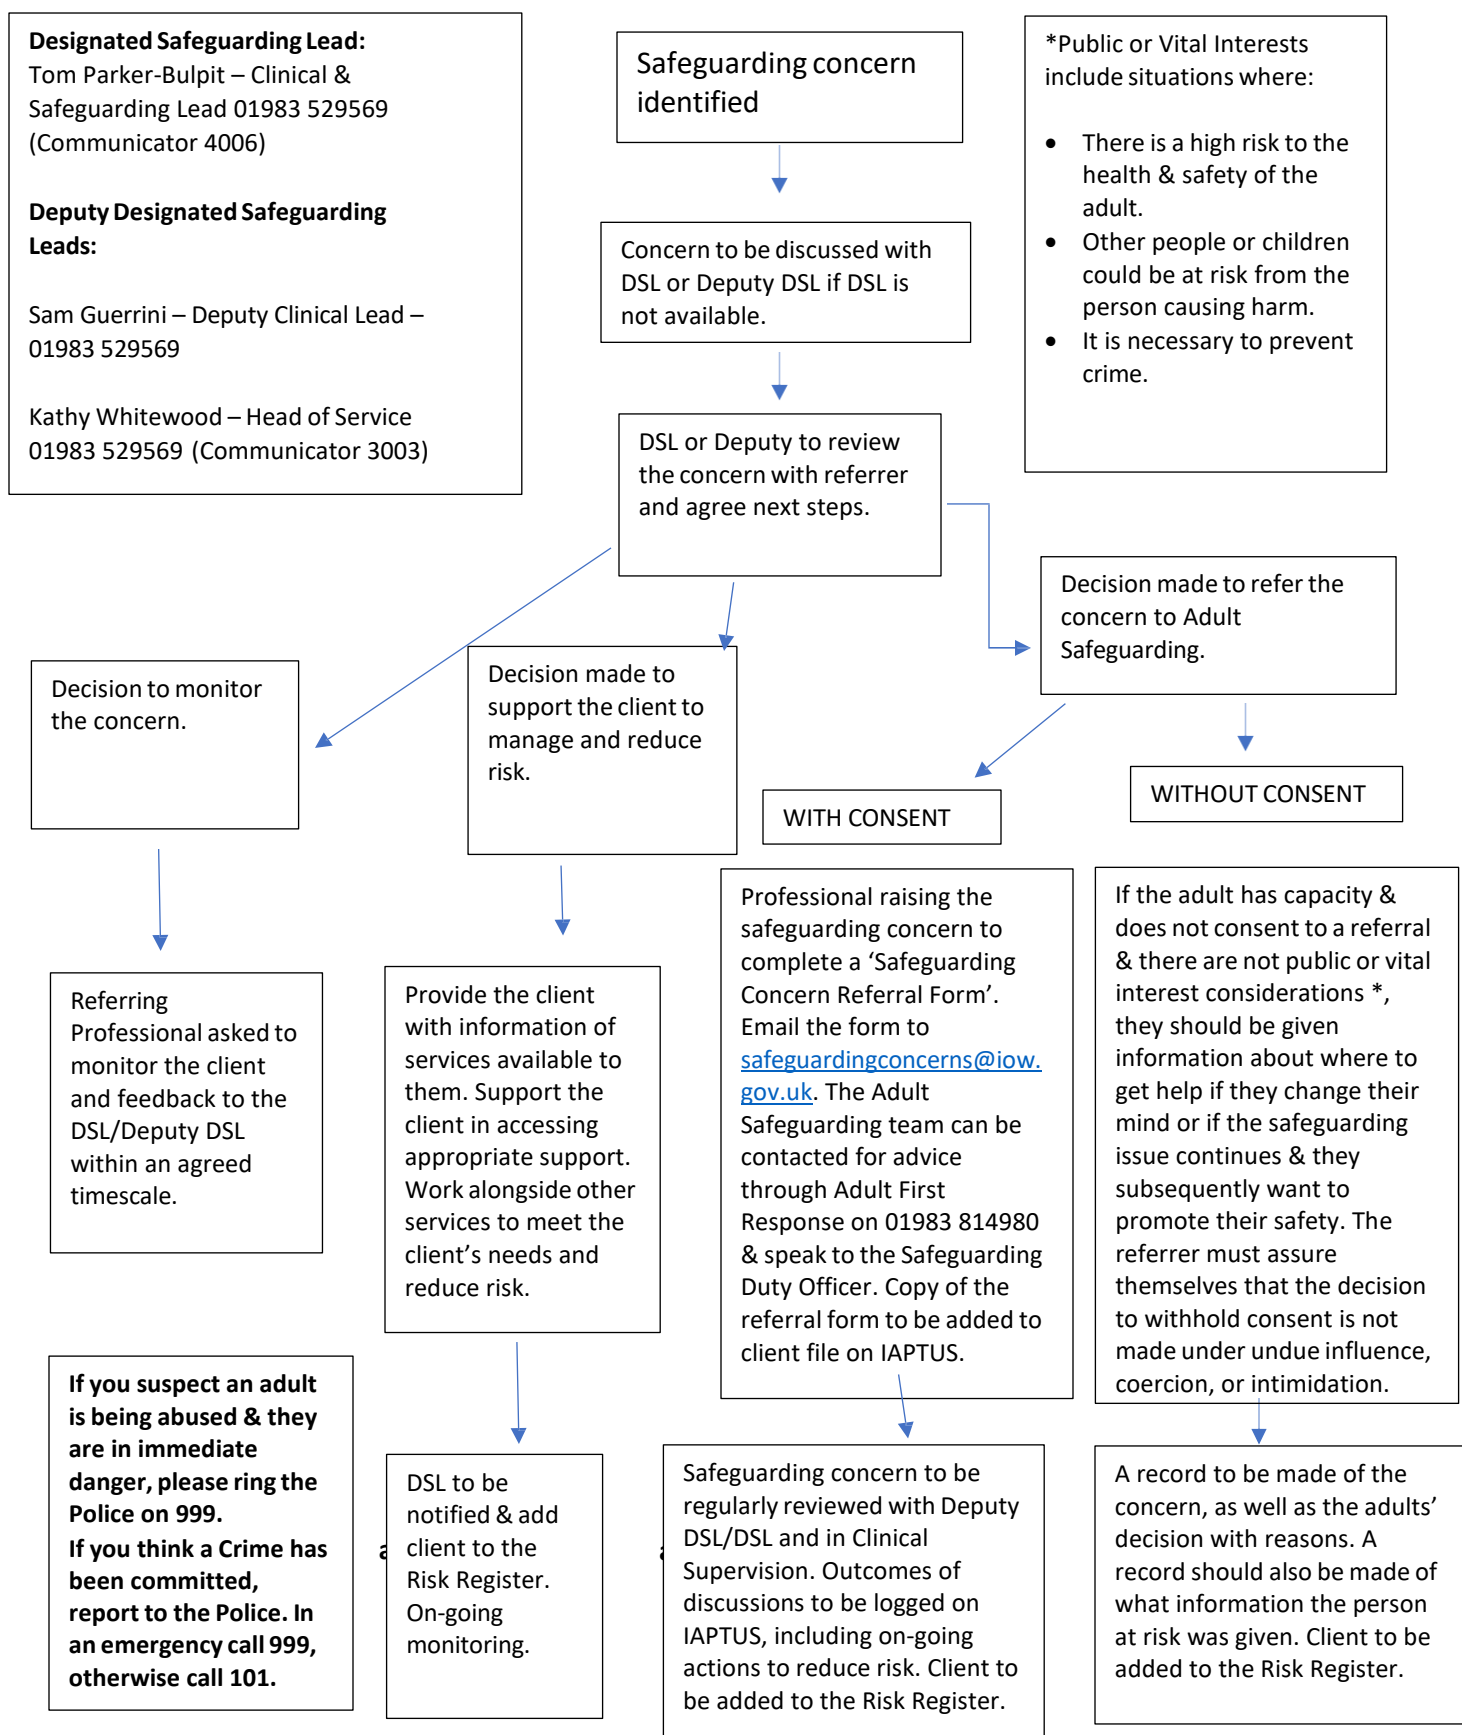 Designated Safeguarding Lead:
Tom Parker-Bulpit – Clinical &
Safeguarding Lead 01983 529569
(Communicator 4006)
Deputy Designated Safeguarding
Leads:
Sam Guerrini – Deputy Clinical Lead –
01983 529569
Kathy Whitewood – Head of Service
01983 529569 (Communicator 3003)
Safeguarding concern
identified
*Public or Vital Interests
include situations where:
• There is a high risk to the
health & safety of the
adult.
• Other people or children
could be at risk from the
person causing harm.
• It is necessary to prevent
crime.
Concern to be discussed with
DSL or Deputy DSL if DSL is
not available.
DSL or Deputy to review
the concern with referrer
and agree next steps.
Decision made to refer the
concern to Adult
Safeguarding.
Decision to monitor
the concern.
Decision made to
support the client to
manage and reduce
risk.
WITH CONSENT
WITHOUT CONSENT
Referring
Professional asked to
monitor the client
and feedback to the
DSL/Deputy DSL
within an agreed
timescale.
Provide the client
with information of
services available to
them. Support the
client in accessing
appropriate support.
Work alongside other
services to meet the
client’s needs and
reduce risk.
Professional raising the
safeguarding concern to
complete a ‘Safeguarding
Concern Referral Form’.
Email the form to
safeguardingconcerns@iow.
gov.uk. The Adult
Safeguarding team can be
contacted for advice
through Adult First
Response on 01983 814980
& speak to the Safeguarding
Duty Officer. Copy of the
referral form to be added to
client file on IAPTUS.
If the adult has capacity &
does not consent to a referral
& there are not public or vital
interest considerations *,
they should be given
information about where to
get help if they change their
mind or if the safeguarding
issue continues & they
subsequently want to
promote their safety. The
referrer must assure
themselves that the decision
to withhold consent is not
made under undue influence,
coercion, or intimidation.
If you suspect an adult
is being abused & they
are in immediate
danger, please ring the
Police on 999.
If you think a Crime has
been committed,
report to the Police. In
an emergency call 999,
otherwise call 101.
DSL to be
notified & add
client to the
Risk Register.
On-going
monitoring.
Safeguarding concern to be
regularly reviewed with Deputy
DSL/DSL and in Clinical
Supervision. Outcomes of
discussions to be logged on
IAPTUS, including on-going
actions to reduce risk. Client to
be added to the Risk Register.
A record to be made of the
concern, as well as the adults’
decision with reasons. A
record should also be made of
what information the person
at risk was given. Client to be
added to the Risk Register.